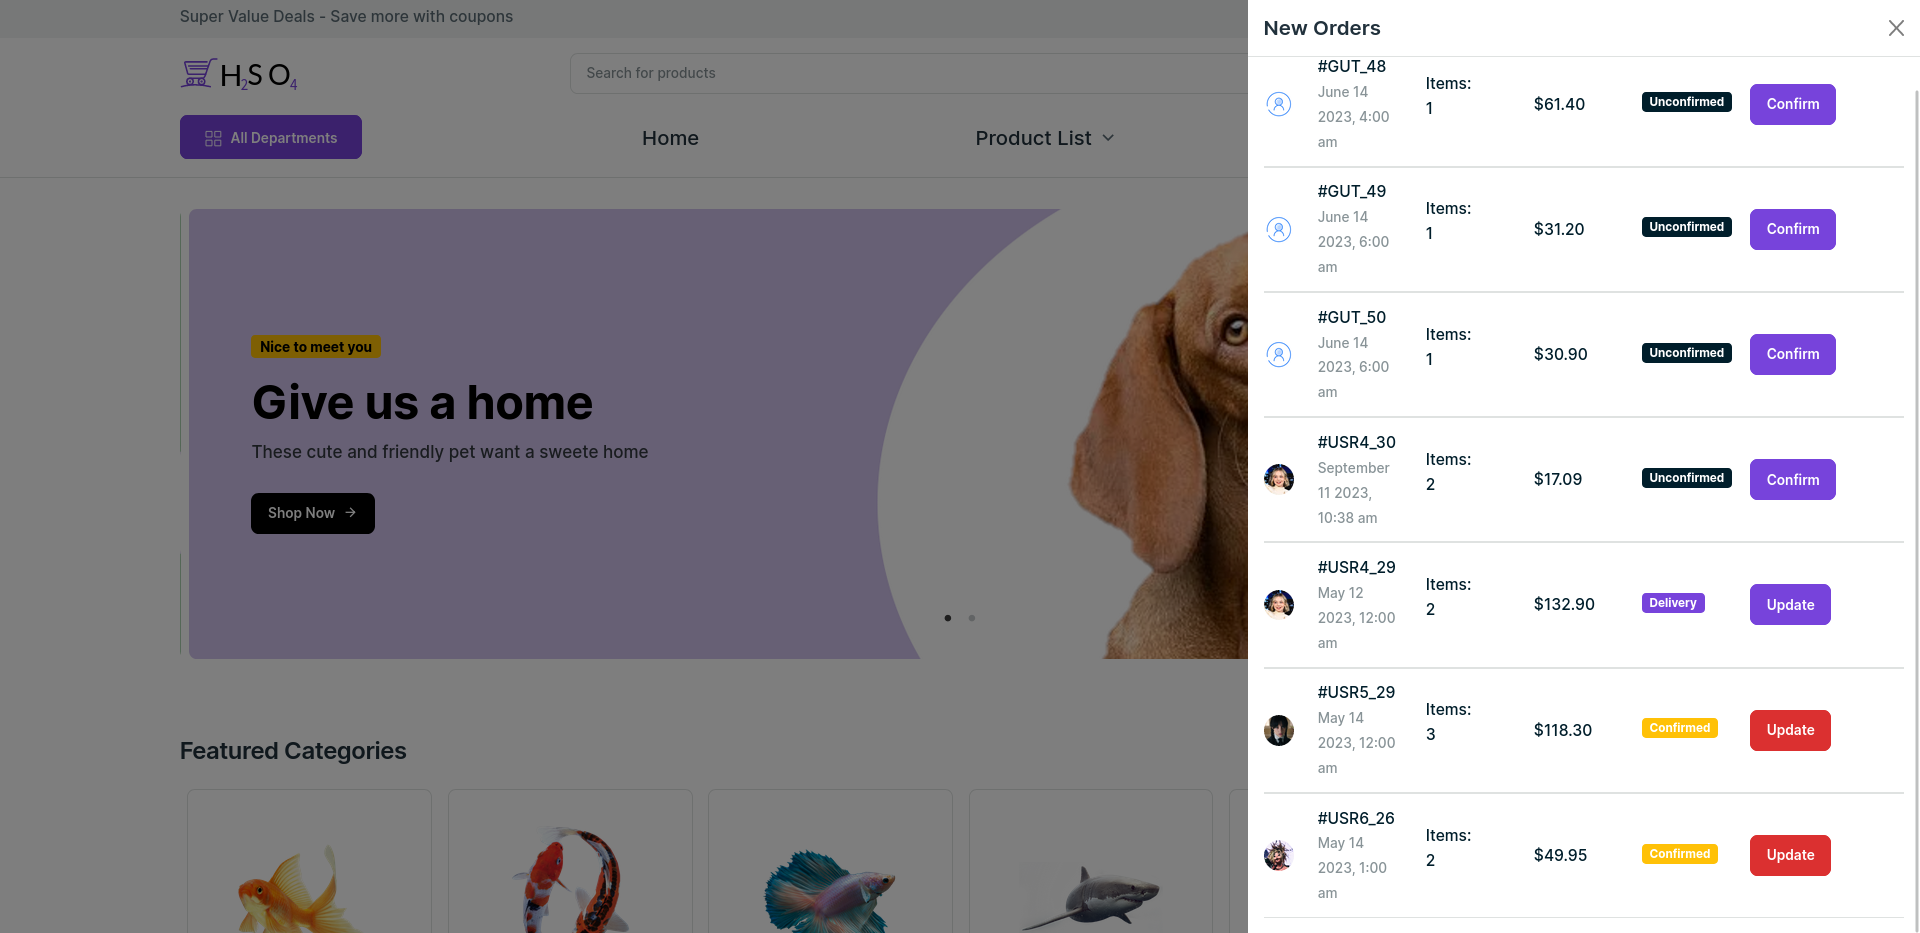 Super Value Deals - Save more with coupons
H2SO4
Search for products
All Departments
Home
Product List
Nice to meet you
Give us a home
These cute and friendly pet want a sweete home
Shop Now
Featured Categories
New Orders
#GUT_48
June 14
2023, 4:00
am
Items:
1
$61.40
Unconfirmed
Confirm
#GUT_49
June 14
2023, 6:00
am
Items:
1
$31.20
Unconfirmed
Confirm
#GUT_50
June 14
2023, 6:00
am
Items:
1
$30.90
Unconfirmed
Confirm
#USR4_30
September
11 2023,
10:38 am
Items:
2
$17.09
Unconfirmed
Confirm
#USR4_29
May 12
2023, 12:00
am
Items:
2
$132.90
Delivery
Update
#USR5_29
May 14
2023, 12:00
am
Items:
3
$118.30
Confirmed
Update
#USR6_26
May 14
2023, 1:00
am
Items:
2
$49.95
Confirmed
Update